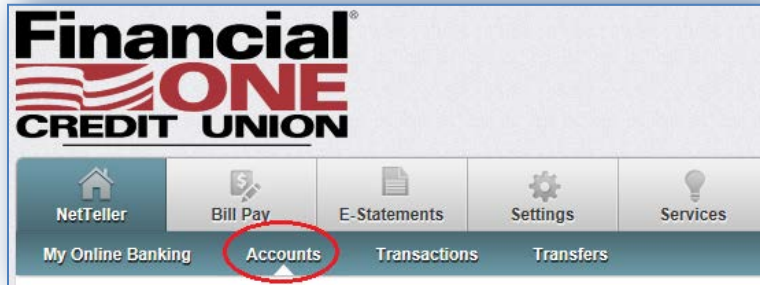 Financial®
ONE
CREDIT UNION
NetTeller Bill Pay E-Statements Settings Services
My Online Banking Accounts Transactions Transfers